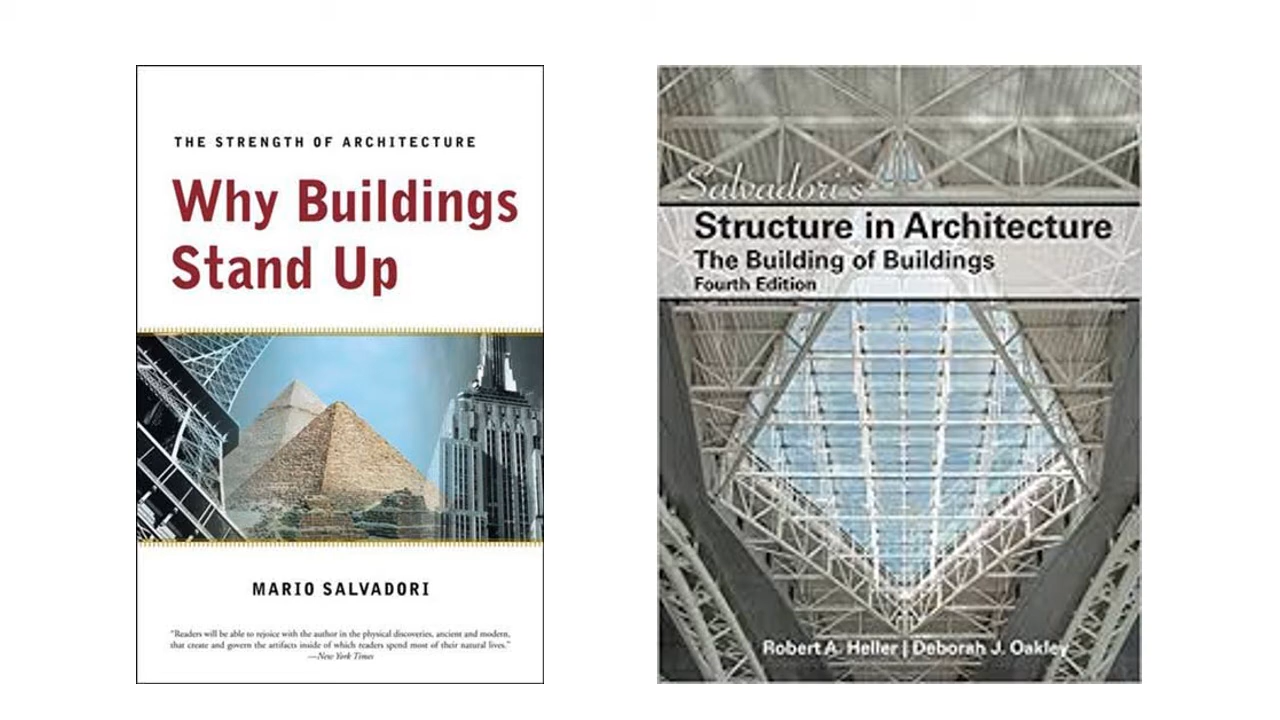 THE STRENGTH OF ARCHITECTURE
Why Buildings
Stand Up
MARIO SALVADORI
"Readers will be able to rejoice with the author in the physical discoveries, ancient and modern,
that create and govern the artifacts inside of which readers spend most of their natural lives."
—New York Times
Salvadori's
Structure in Architecture
The Building of Buildings
Fourth Edition
Robert A. Heller | Deborah J. Oakley